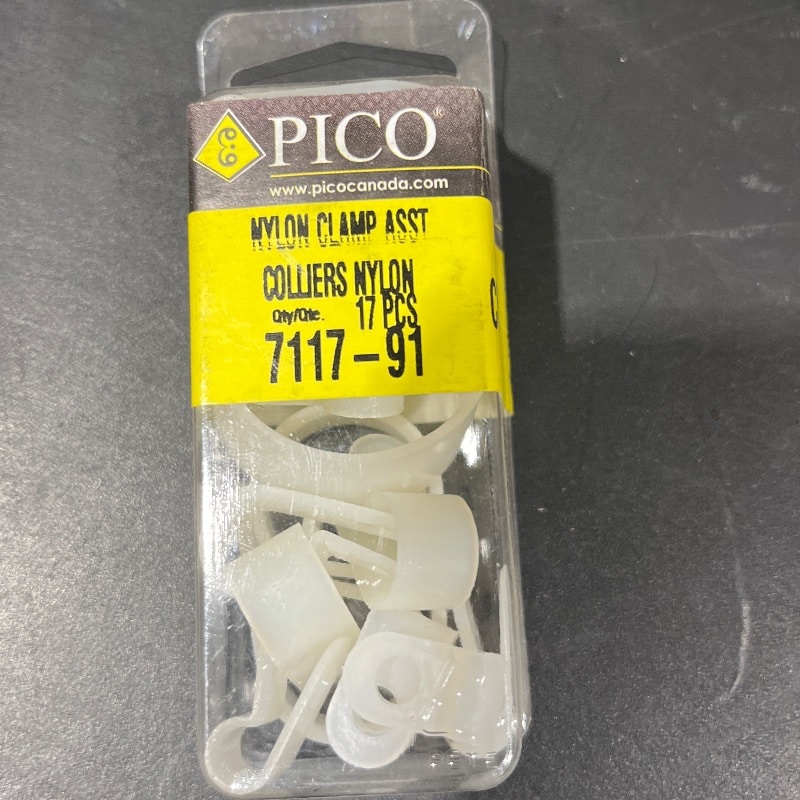 PICO®
www.picocanada.com
NYLON CLAMP ASST
COLLIERS NYLON
Qty/Qte. 17 PCS
7117-91
C